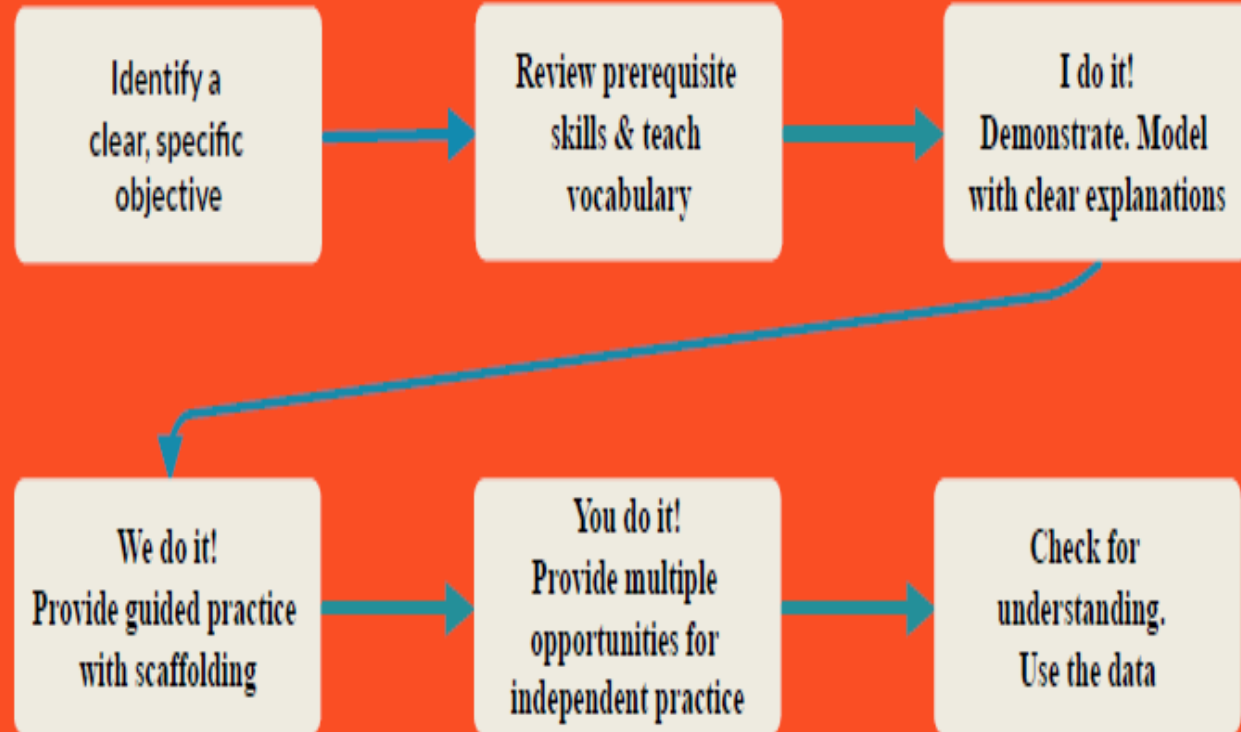 Identify a
clear, specific
objective
Review prerequisite
skills & teach
vocabulary
I do it!
Demonstrate. Model
with clear explanations
We do it!
Provide guided practice
with scaffolding
You do it!
Provide multiple
opportunities for
independent practice
Check for
understanding.
Use the data